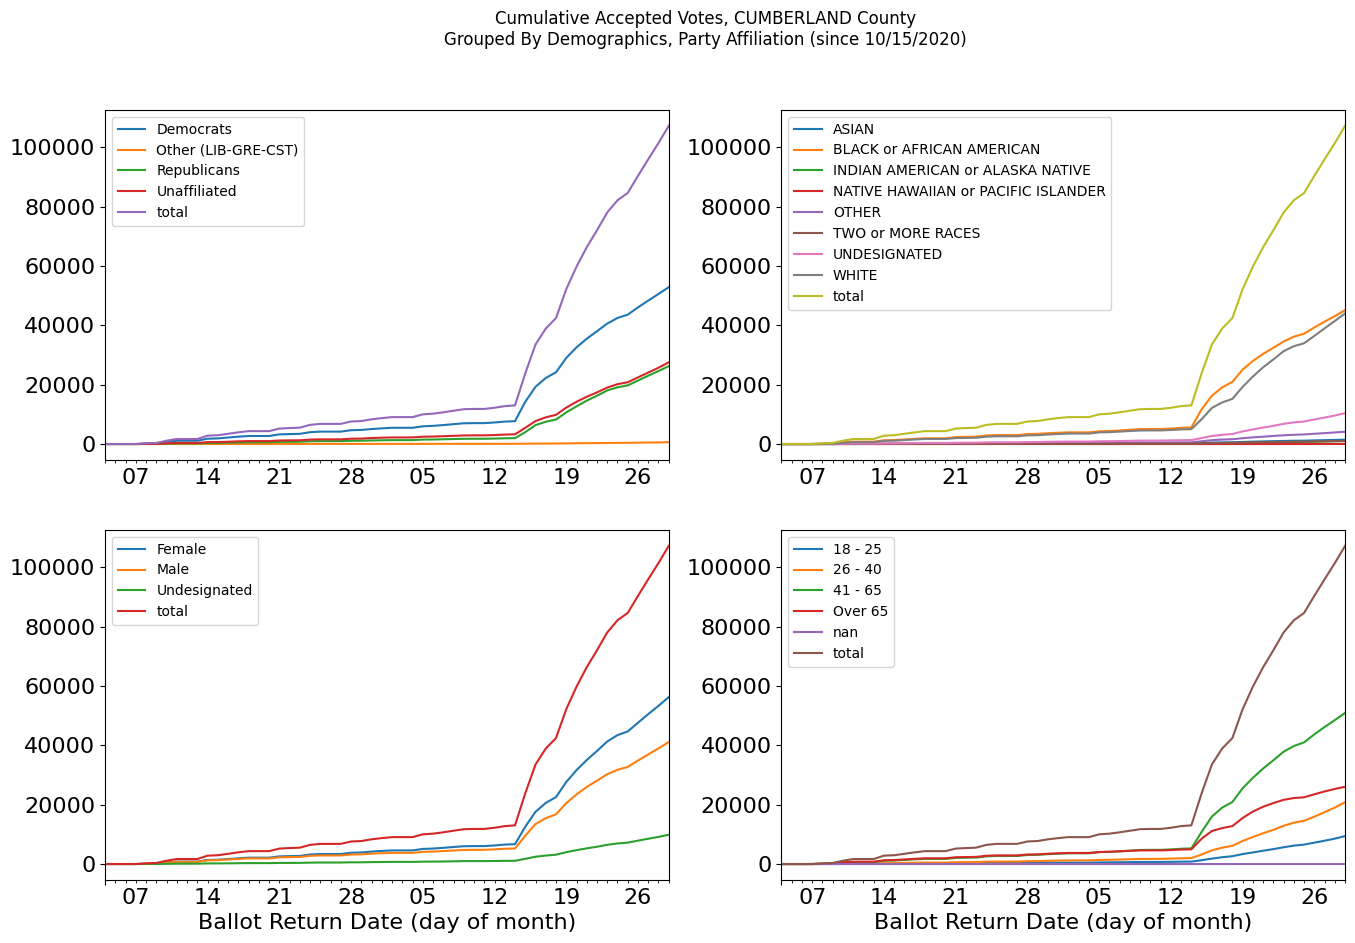 Cumulative Accepted Votes, CUMBERLAND County
Grouped By Demographics, Party Affiliation (since 10/15/2020)
Democrats
Other (LIB-GRE-CST)
Republicans
Unaffiliated
total
100000
80000
60000
40000
20000
0
07 14 21 28 05 12 19 26
ASIAN
BLACK or AFRICAN AMERICAN
INDIAN AMERICAN or ALASKA NATIVE
NATIVE HAWAIIAN or PACIFIC ISLANDER
OTHER
TWO or MORE RACES
UNDESIGNATED
WHITE
total
100000
80000
60000
40000
20000
0
07 14 21 28 05 12 19 26
Female
Male
Undesignated
total
100000
80000
60000
40000
20000
0
07 14 21 28 05 12 19 26
Ballot Return Date (day of month)
18 - 25
26 - 40
41 - 65
Over 65
nan
total
100000
80000
60000
40000
20000
0
07 14 21 28 05 12 19 26
Ballot Return Date (day of month)